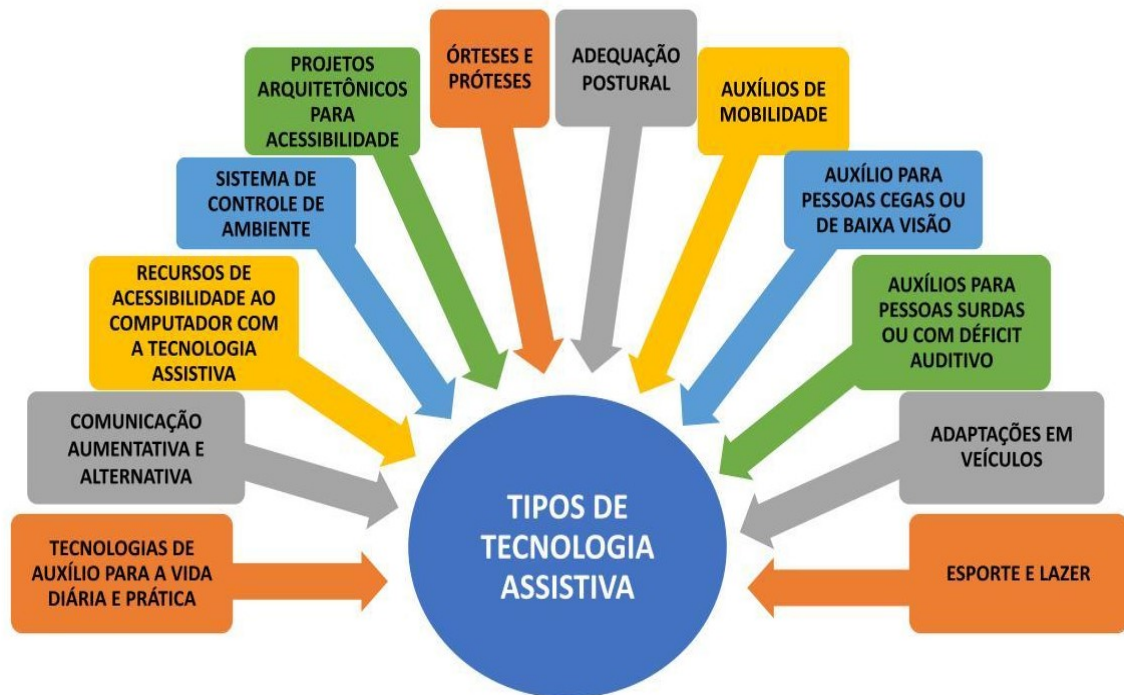 TECNOLOGIAS DE
AUXÍLIO PARA A VIDA
DIÁRIA E PRÁTICA
COMUNICAÇÃO
AUMENTATIVA E
ALTERNATIVA
RECURSOS DE
ACESSIBILIDADE AO
COMPUTADOR COM
A TECNOLOGIA
ASSISTIVA
SISTEMA DE
CONTROLE DE
AMBIENTE
PROJETOS
ARQUITETÔNICOS
PARA
ACESSIBILIDADE
ÓRTESES E
PRÓTESES
ADEQUAÇÃO
POSTURAL
AUXÍLIOS DE
MOBILIDADE
AUXÍLIO PARA
PESSOAS CEGAS OU
DE BAIXA VISÃO
AUXÍLIOS PARA
PESSOAS SURDAS
OU COM DÉFICIT
AUDITIVO
ADAPTAÇÕES EM
VEÍCULOS
ESPORTE E LAZER
TIPOS DE
TECNOLOGIA
ASSISTIVA